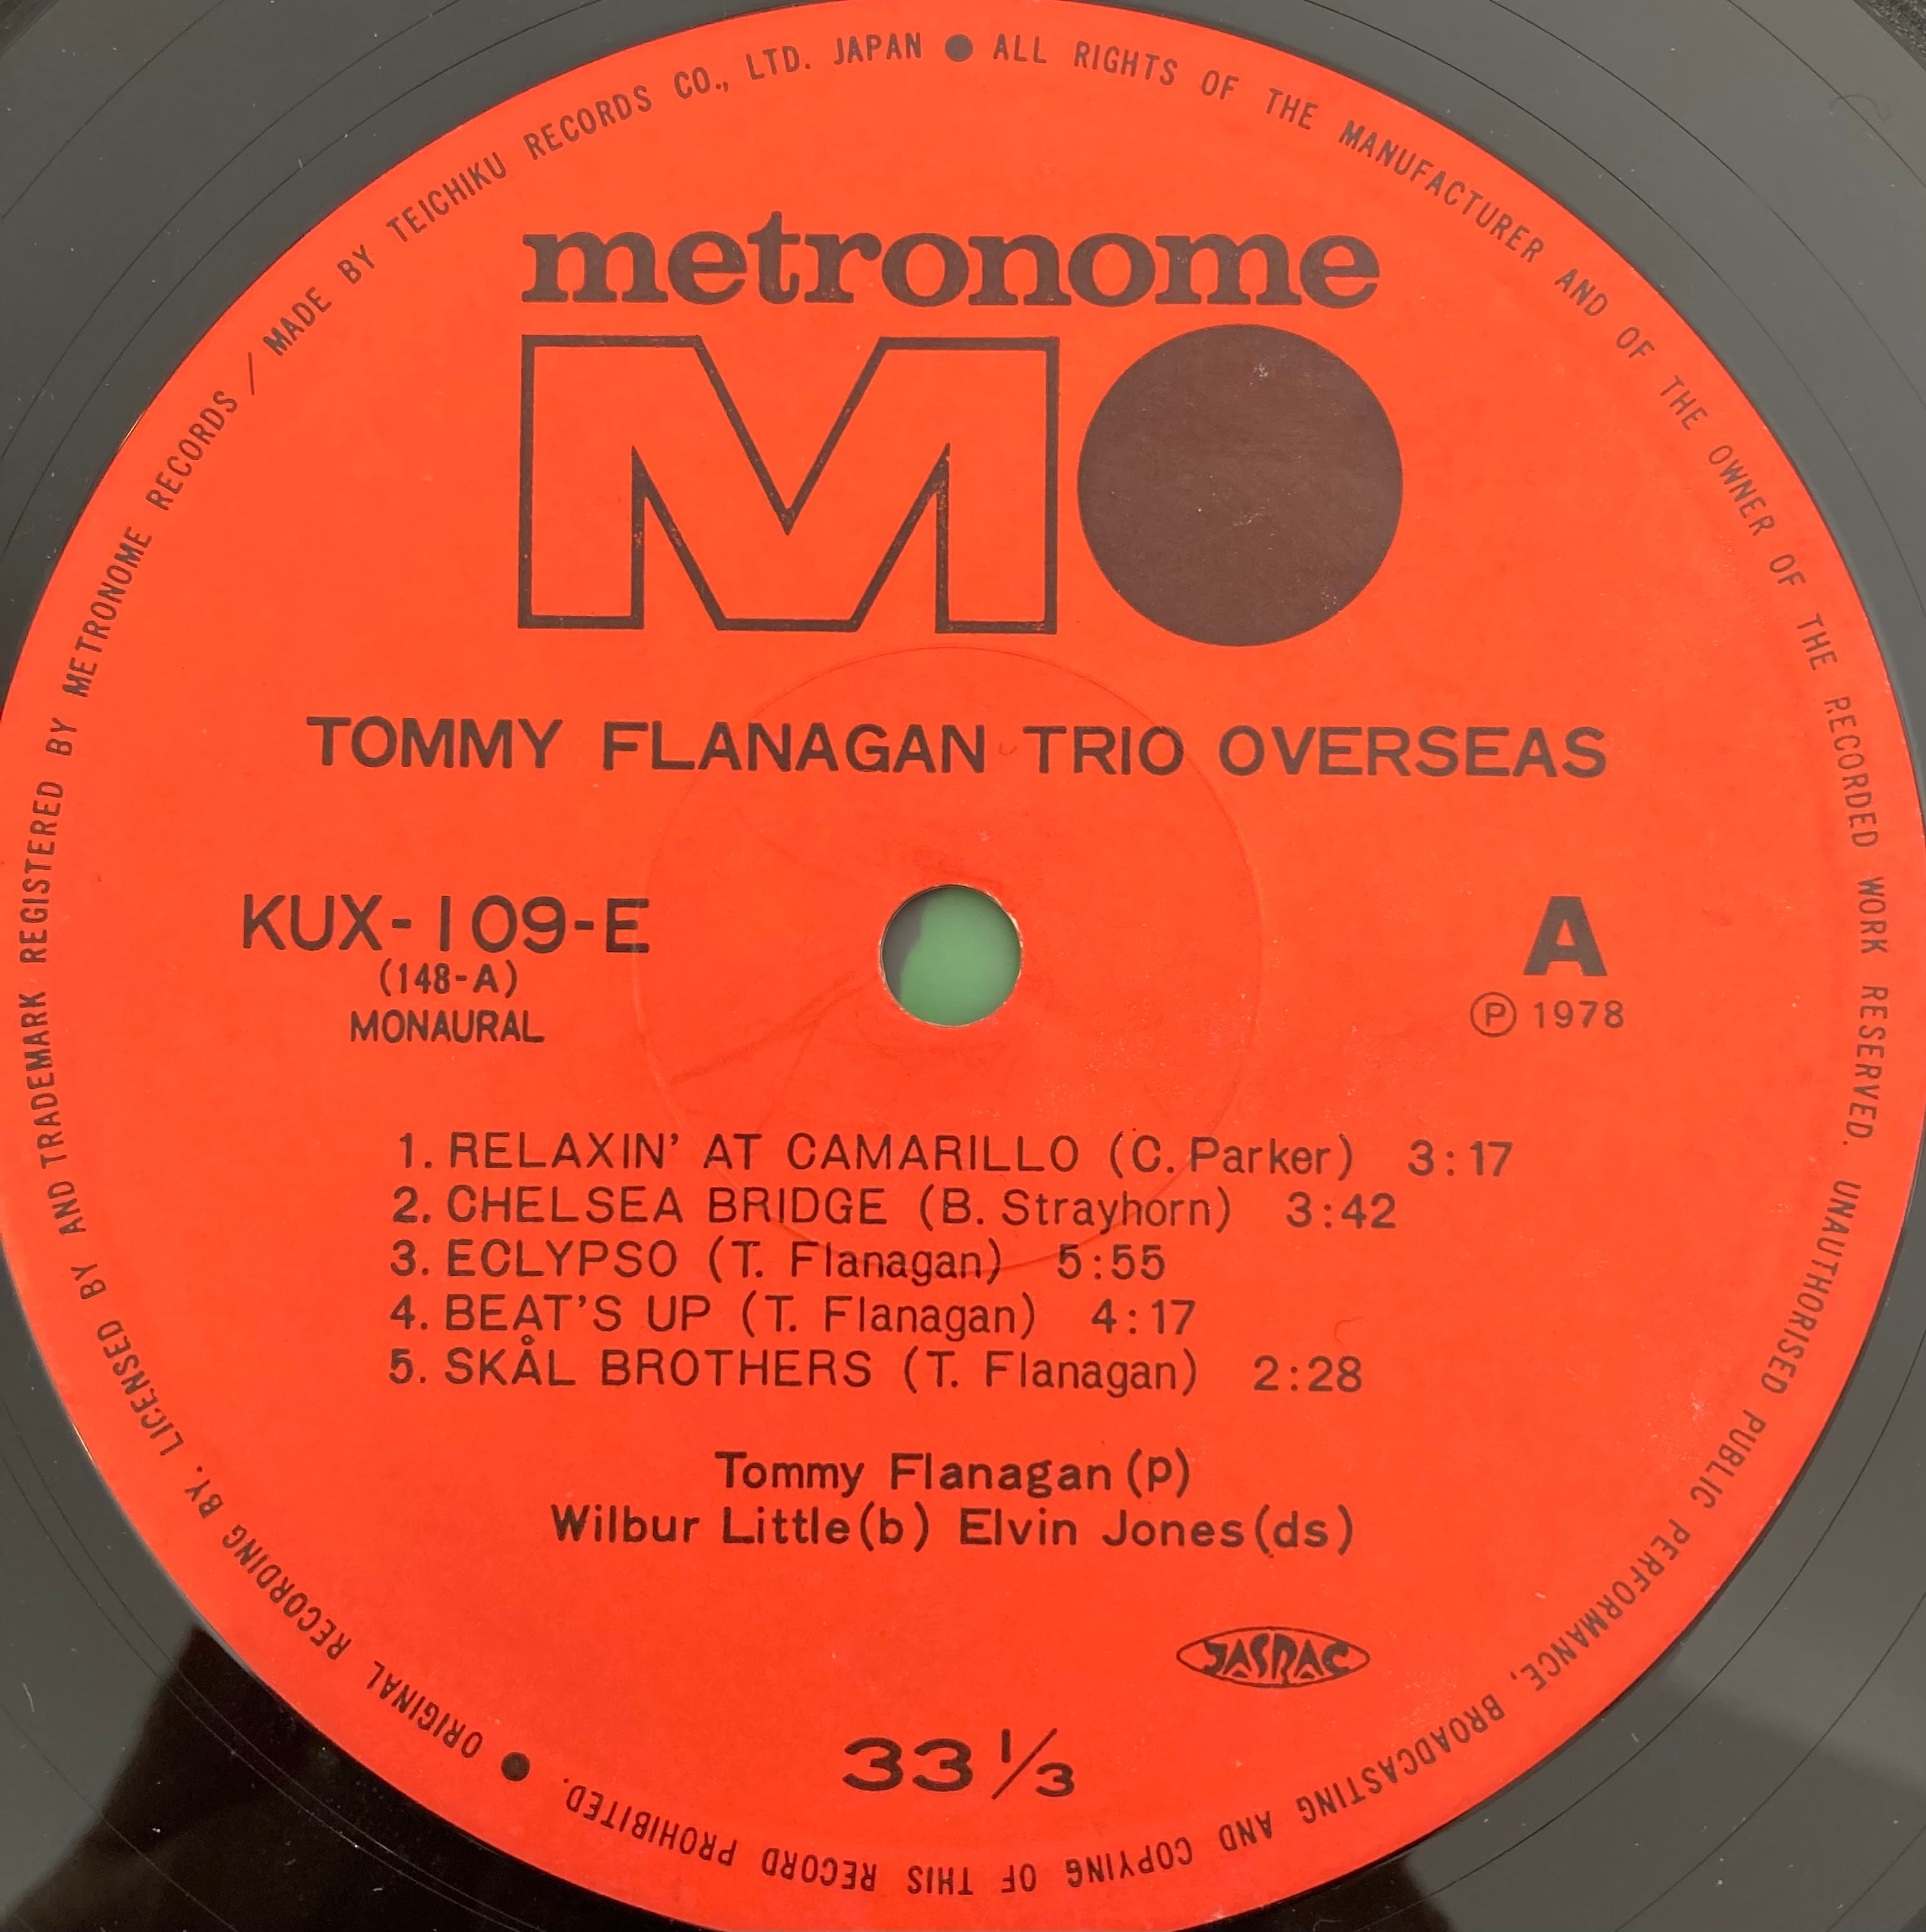 metronome
M
TOMMY FLANAGAN TRIO OVERSEAS
KUX-109-E
(148-A)
MONAURAL
A
Ⓟ 1978
1. RELAXIN' AT CAMARILLO (C. Parker) 3:17
2. CHELSEA BRIDGE (B. Strayhorn) 3:42
3. ECLYPSO (T. Flanagan) 5:55
4. BEAT'S UP (T. Flanagan) 4:17
5. SKÅL BROTHERS (T. Flanagan) 2:28
Tommy Flanagan (p)
Wilbur Little (b) Elvin Jones (ds)
JASRAC
33 1/3
● ORIGINAL RECORDING BY. LICENSED BY AND TRADEMARK REGISTERED BY METRONOME RECORDS / MADE BY TEICHIKU RECORDS CO., LTD. JAPAN ● ALL RIGHTS OF THE MANUFACTURER AND OF THE OWNER OF THE RECORDED WORK RESERVED. UNAUTHORISED PUBLIC PERFORMANCE, BROADCASTING AND COPYING OF THIS RECORD PROHIBITED.